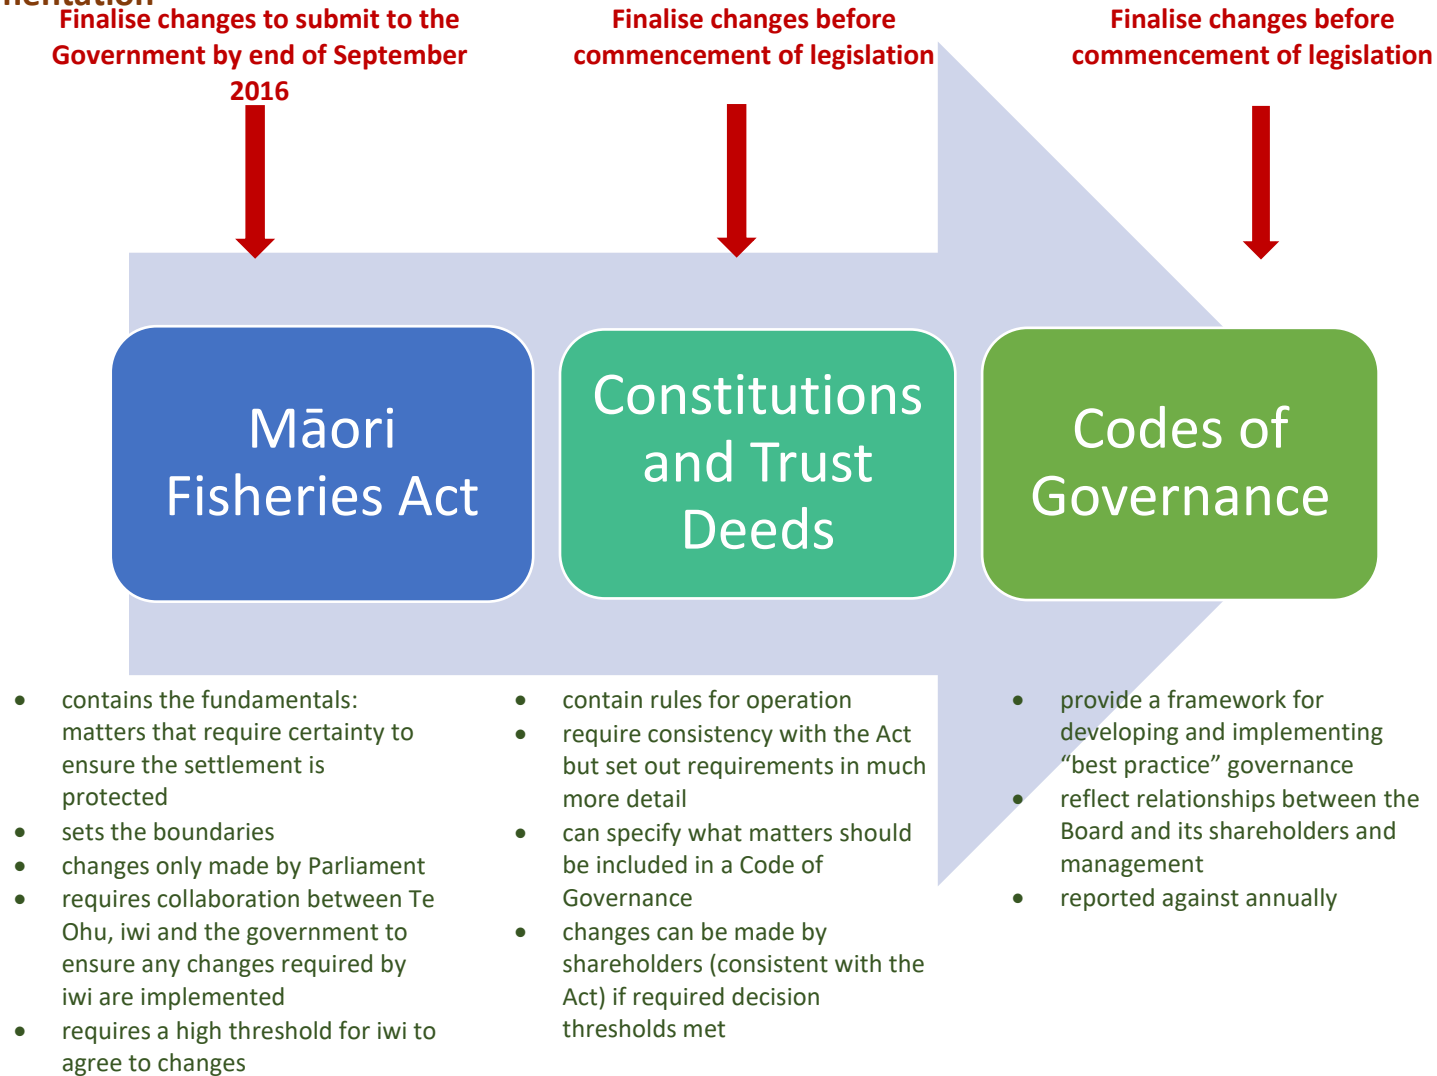 Finalise changes to submit to the
Government by end of September
2016
Finalise changes before
commencement of legislation
Finalise changes before
commencement of legislation
Māori
Fisheries Act
Constitutions
and Trust
Deeds
Codes of
Governance
• contains the fundamentals:
matters that require certainty to
ensure the settlement is
protected
• sets the boundaries
• changes only made by Parliament
• requires collaboration between Te
Ohu, iwi and the government to
ensure any changes required by
iwi are implemented
• requires a high threshold for iwi to
agree to changes
• contain rules for operation
• require consistency with the Act
but set out requirements in much
more detail
• can specify what matters should
be included in a Code of
Governance
• changes can be made by
shareholders (consistent with the
Act) if required decision
thresholds met
• provide a framework for
developing and implementing
“best practice” governance
• reflect relationships between the
Board and its shareholders and
management
• reported against annually